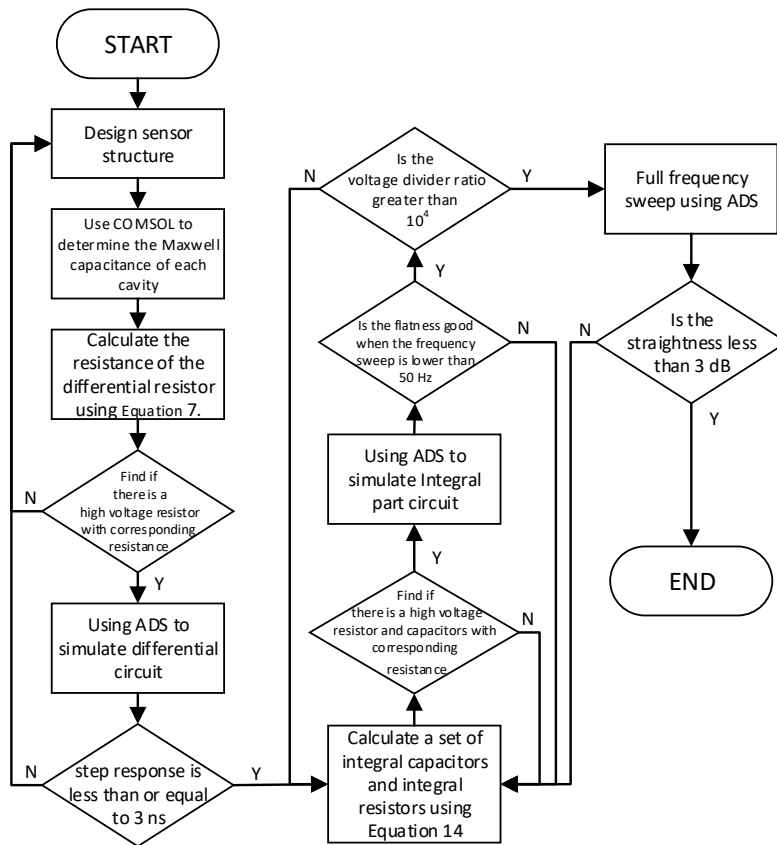 START
Design sensor
structure
Use COMSOL to
determine the Maxwell
capacitance of each
cavity
Calculate the
resistance of the
differential resistor
using Equation 7.
N
Find if
there is a
high voltage resistor
with corresponding
resistance
Y
Using ADS to
simulate differential
circuit
N
step response is
less than or equal
to 3 ns
Y
Calculate a set of
integral capacitors
and integral
resistors using
Equation 14
Find if
there is a high voltage
resistor and capacitors with
corresponding
resistance
N
Y
Using ADS to
simulate Integral
part circuit
Is the flatness good
when the frequency
sweep is lower than
50 Hz
N
Y
N
Is the
voltage divider ratio
greater than
10⁴
Y
Full frequency
sweep using ADS
N
Is the
straightness less
than 3 dB
Y
END